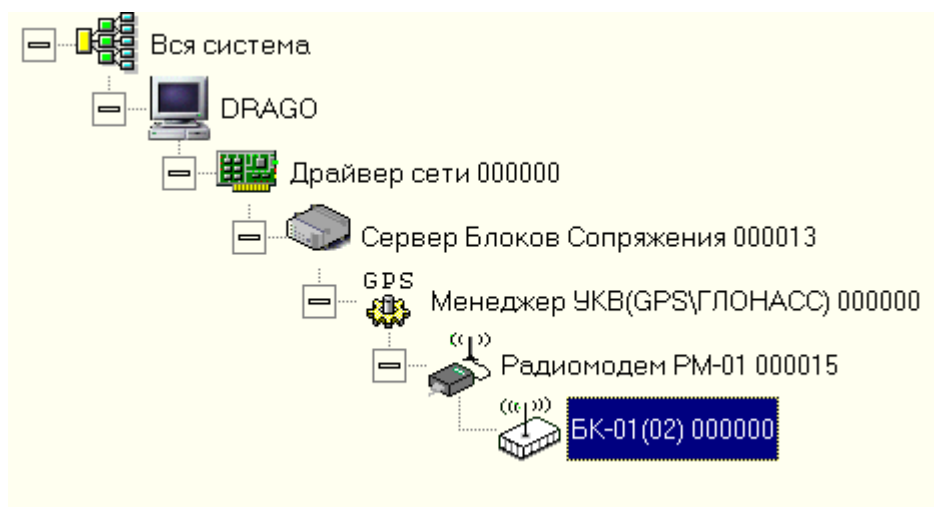 Вся система
DRAGO
Драйвер сети 000000
Сервер Блоков Сопряжения 000013
GPS
Менеджер УКВ(GPS\ГЛОНАСС) 000000
Радиомодем РМ-01 000015
БК-01(02) 000000